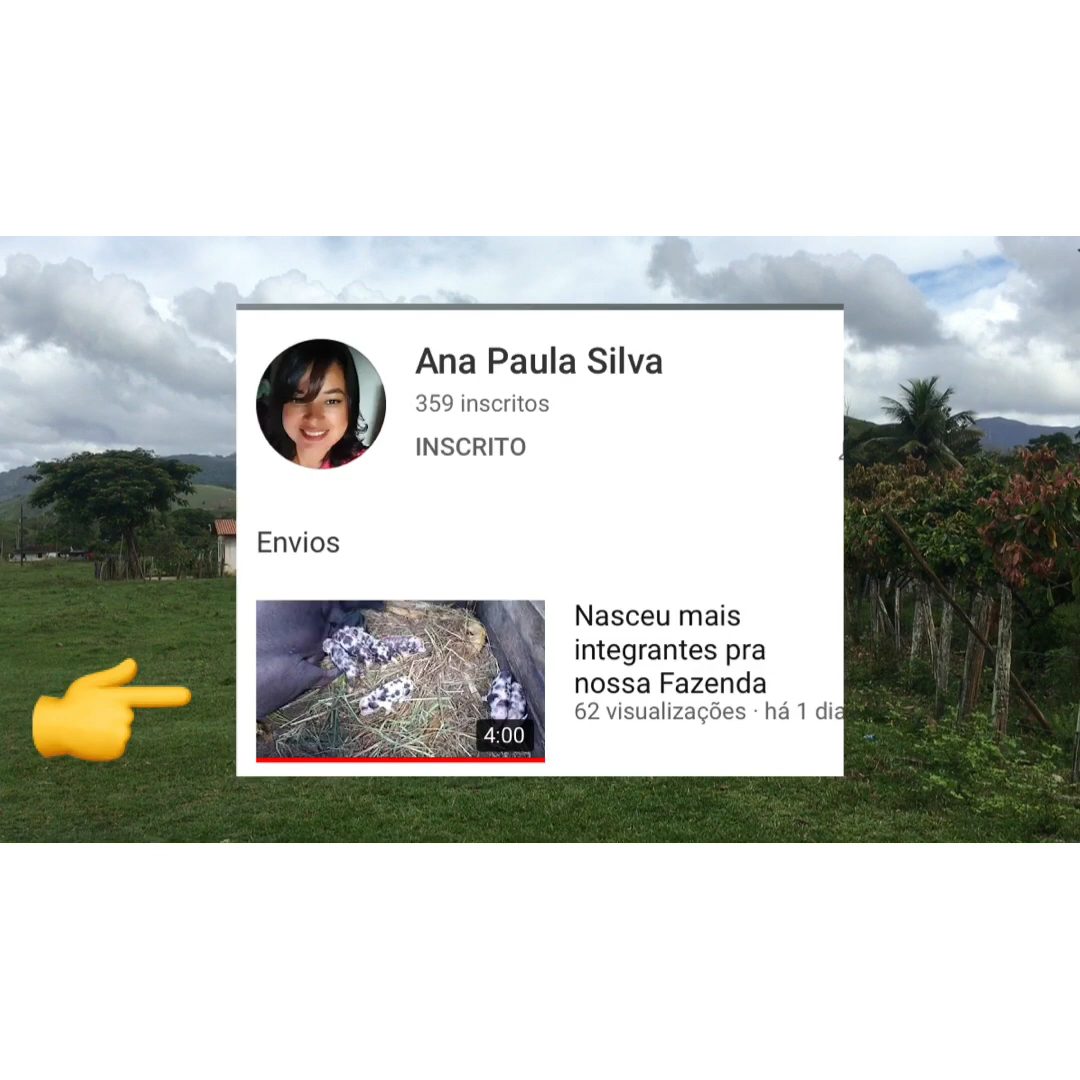 Ana Paula Silva
359 inscritos
INSCRITO
Envios
Nasceu mais
integrantes pra
nossa Fazenda
62 visualizações · há 1 dia
4:00